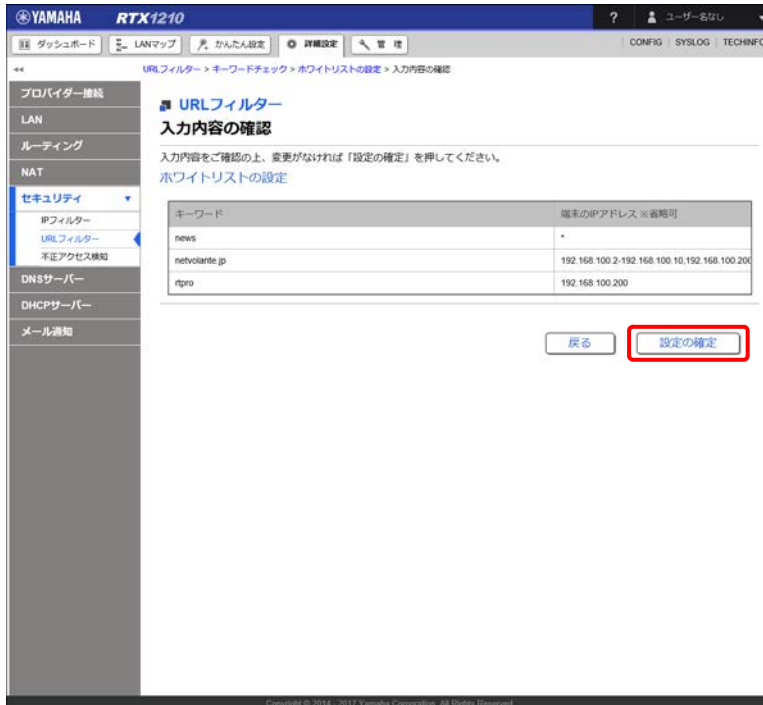 YAMAHA RTX1210 ? ユーザー名なし
ダッシュボード LANマップ かんたん設定 詳細設定 管理 CONFIG SYSLOG TECHINFO
URLフィルター > キーワードチェック > ホワイトリストの設定 > 入力内容の確認
プロバイダー接続
LAN
ルーティング
NAT
セキュリティ
IPフィルター
URLフィルター
不正アクセス検知
DNSサーバー
DHCPサーバー
メール通知
URLフィルター
入力内容の確認
入力内容をご確認の上、変更がなければ「設定の確定」を押してください。
ホワイトリストの設定
キーワード 端末のIPアドレス ※省略可
news *
netvolante.jp 192.168.100.2-192.168.100.10,192.168.100.200
rtpro 192.168.100.200
戻る 設定の確定
Copyright © 2014 - 2017 Yamaha Corporation. All Rights Reserved.